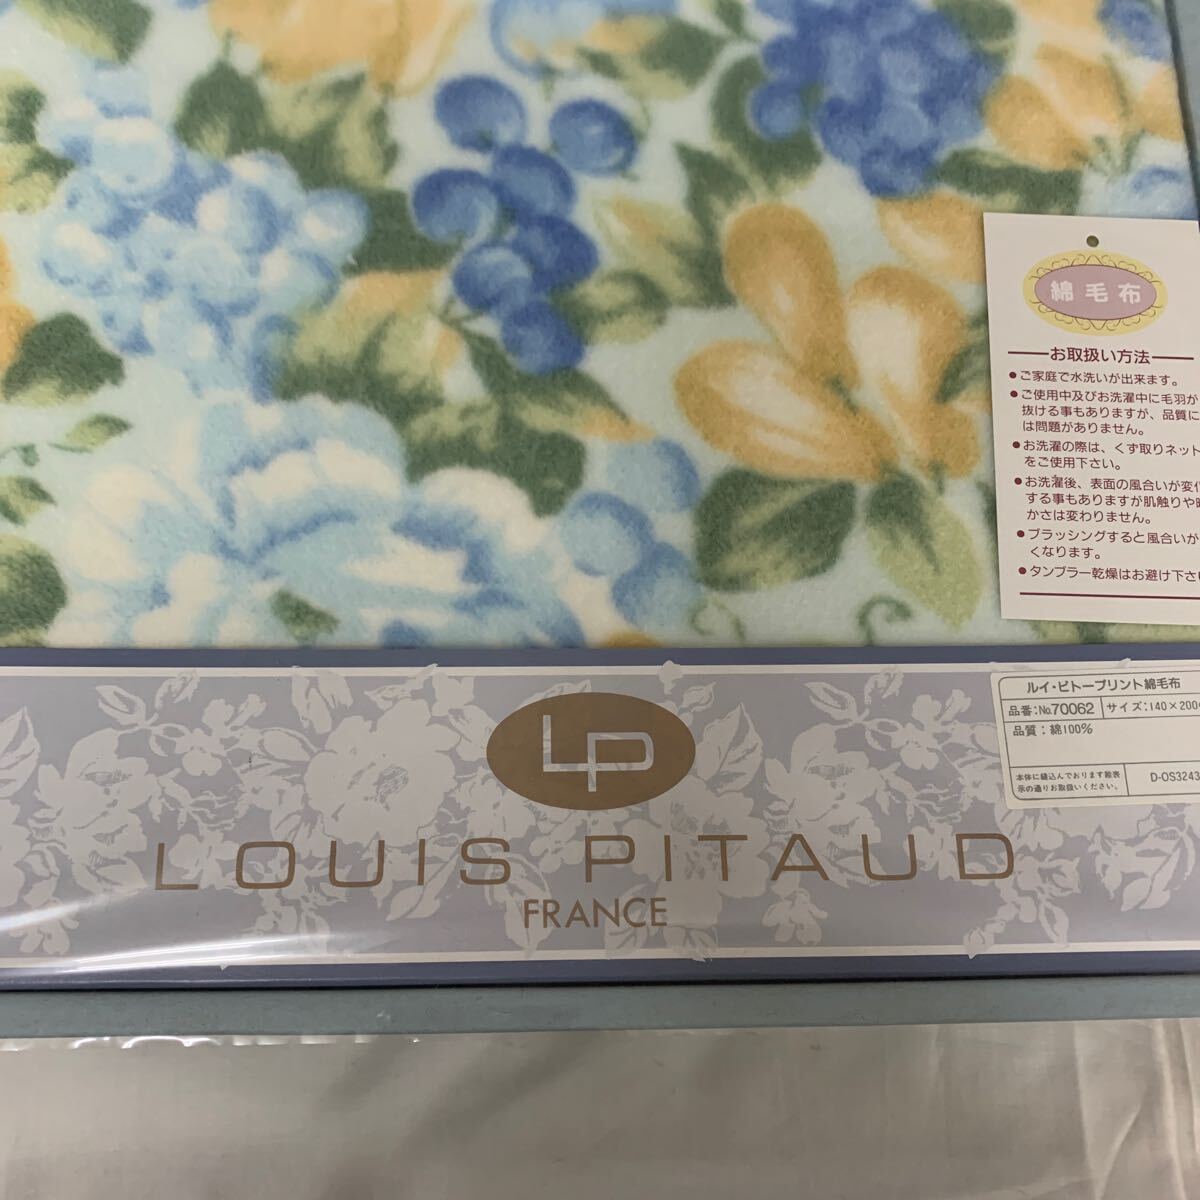 綿毛布
お取扱い方法
●ご家庭で水洗いが出来ます。
●ご使用中及びお洗濯中に毛羽が
抜ける事もありますが、品質に
は問題がありません。
●お洗濯の際は、くず取りネット
をご使用下さい。
●お洗濯後、表面の風合いが変化
する事もありますが肌触りや
かさは変わりません。
●ブラッシングすると風合いが
くなります。
●タンブラー乾燥はお避け下さ
LP
LOUIS PITAUD
FRANCE
ルイ・ピトープリント綿毛布
品番:No.70062 サイズ:140×200
品質:綿100%
本体に縫込んでおります絵表
示の通りお取扱いください。
D-OS3243